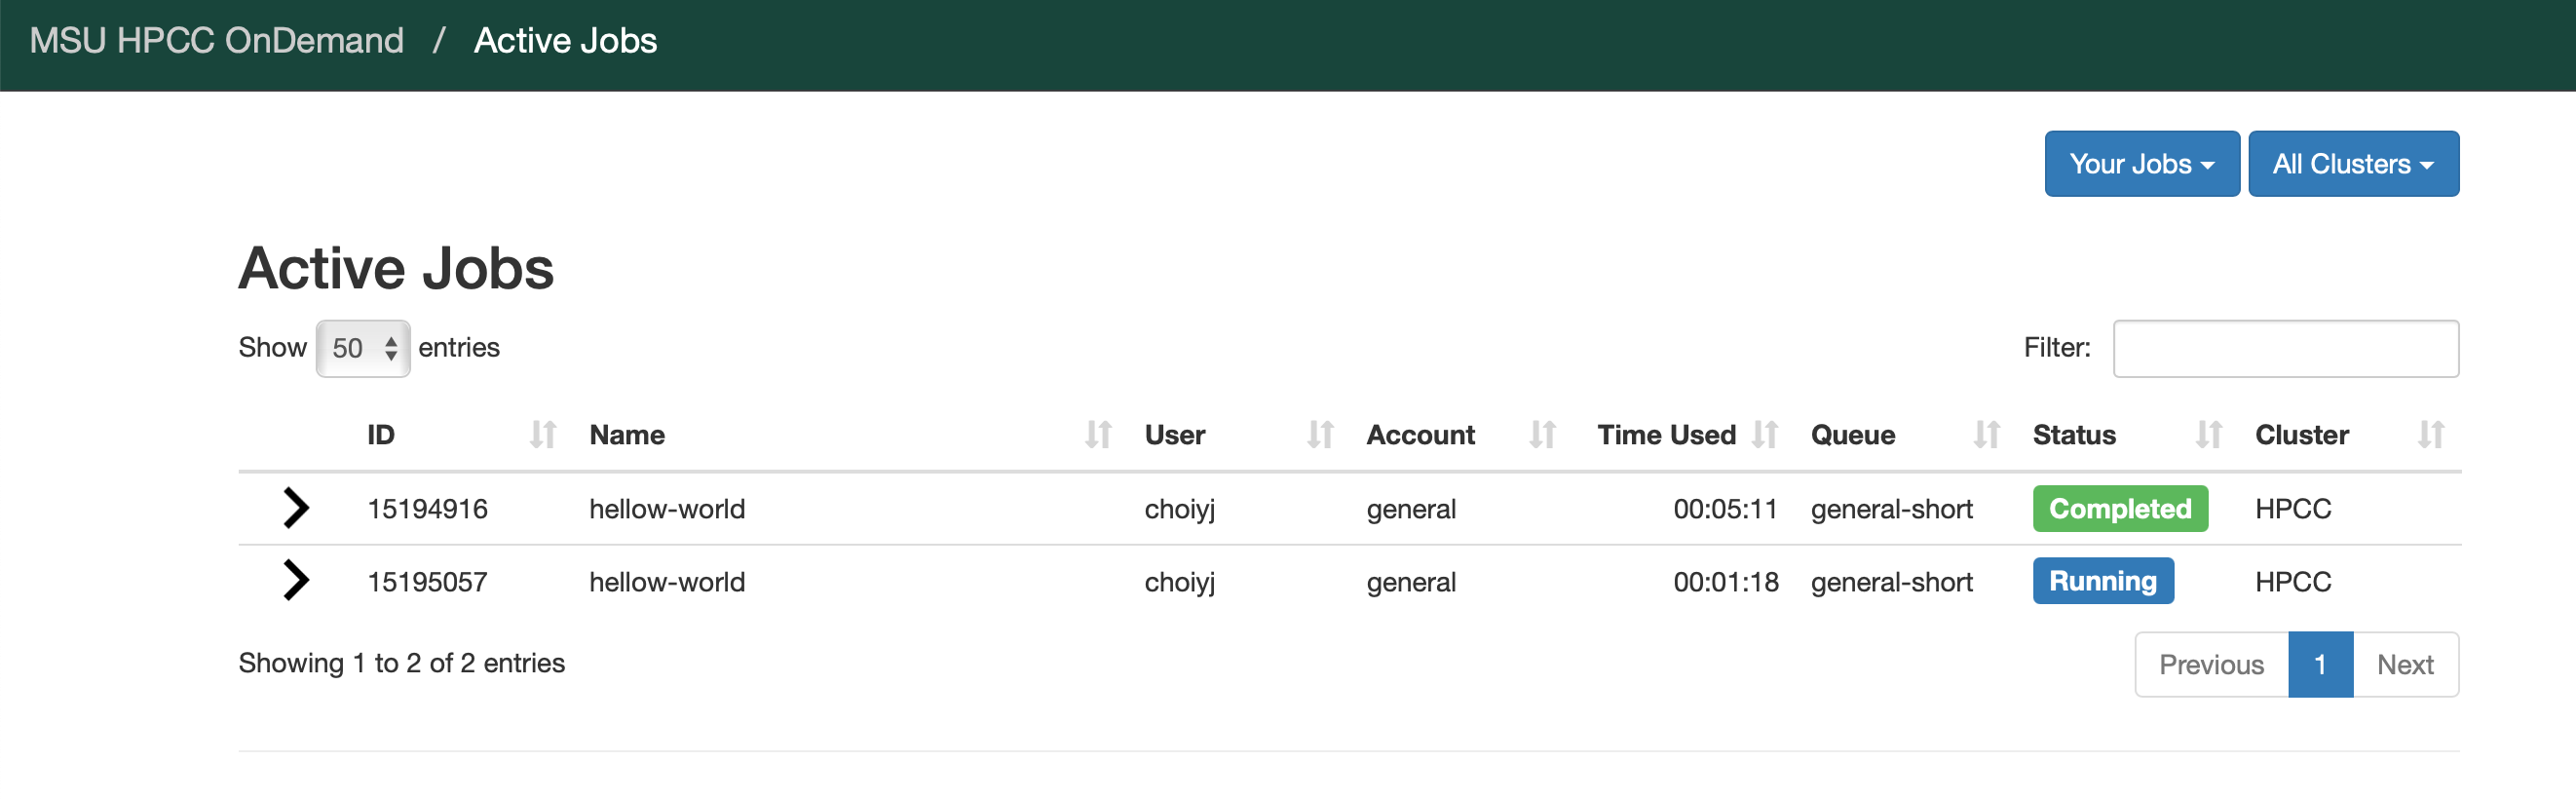 MSU HPCC OnDemand / Active Jobs
Your Jobs All Clusters
Active Jobs
Show 50 entries Filter:
ID Name User Account Time Used Queue Status Cluster
15194916 hellow-world choiyj general 00:05:11 general-short Completed HPCC
15195057 hellow-world choiyj general 00:01:18 general-short Running HPCC
Showing 1 to 2 of 2 entries Previous 1 Next